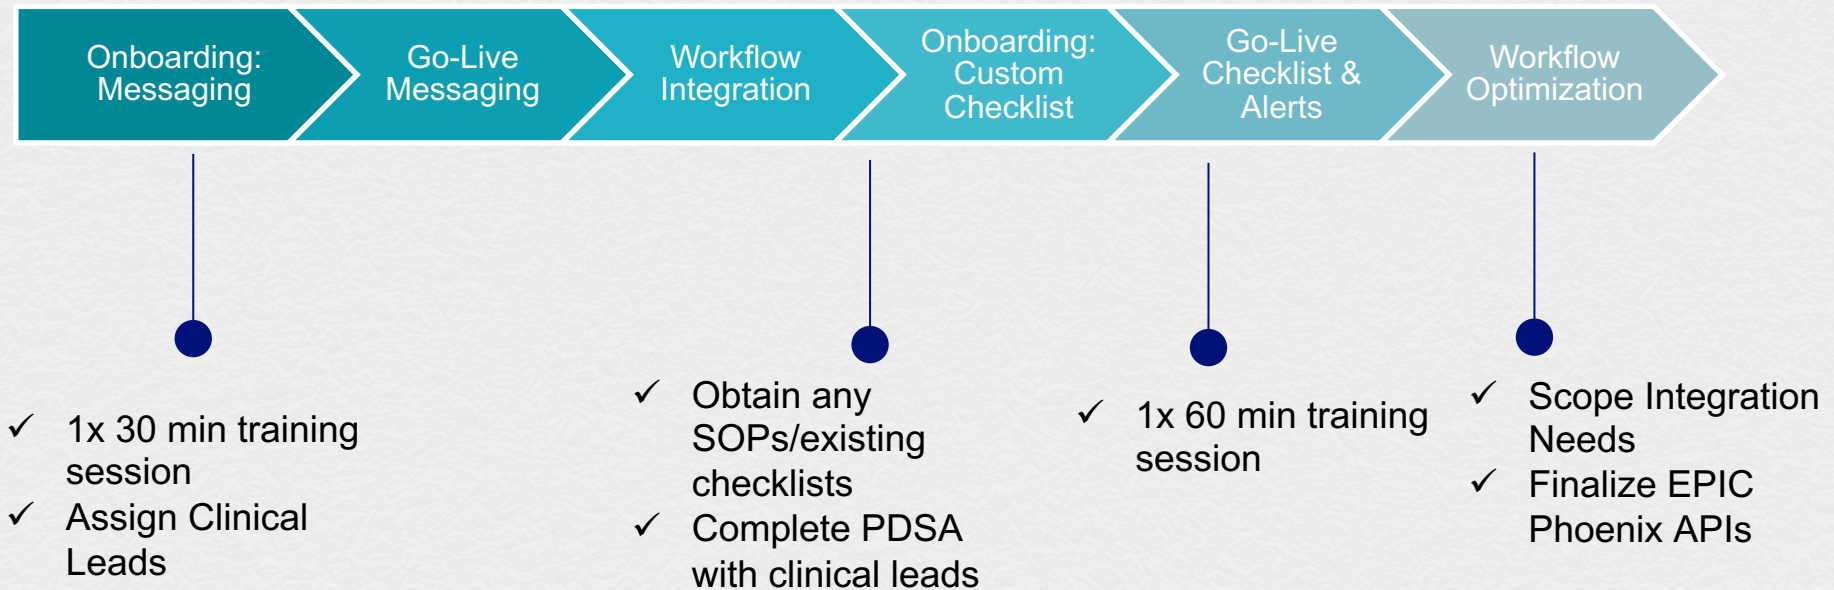 Onboarding:
Messaging
Go-Live
Messaging
Workflow
Integration
Onboarding:
Custom
Checklist
Go-Live
Checklist &
Alerts
Workflow
Optimization
✓ 1x 30 min training
session
✓ Assign Clinical
Leads
✓ Obtain any
SOPs/existing
checklists
✓ Complete PDSA
with clinical leads
✓ 1x 60 min training
session
✓ Scope Integration
Needs
✓ Finalize EPIC
Phoenix APIs